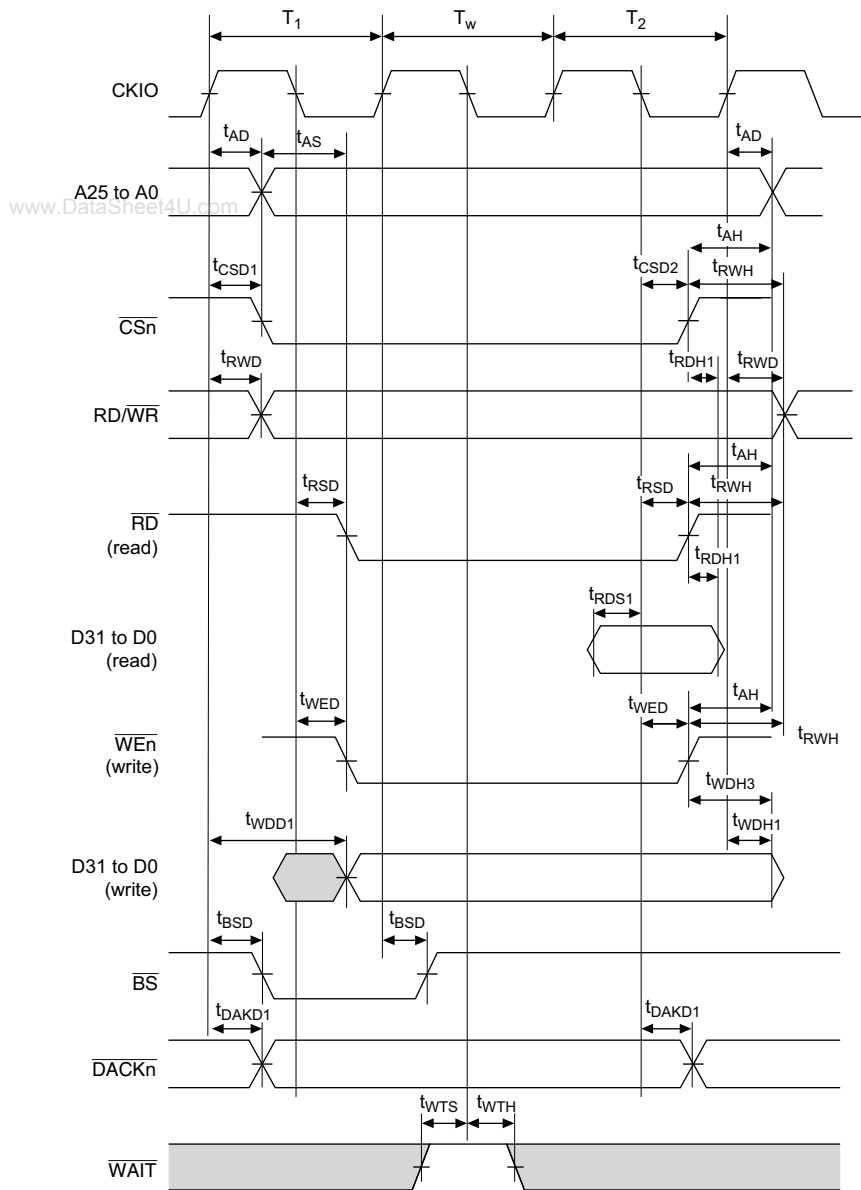 T1 Tw T2
CKIO
tAD tAS tAD
A25 to A0
www.DataSheet4U.com
tAH
tCSD1 tCSD2 tRWH
CSn
tRWD tRDH1 tRWD
RD/WR
tAH
tRSD tRSD tRWH
RD
(read)
tRDH1
tRDS1
D31 to D0
(read)
tAH
tWED tWED
tRWH
WEn
(write)
tWDH3
tWDD1 tWDH1
D31 to D0
(write)
tBSD tBSD
BS
tDAKD1 tDAKD1
DACKn
tWTS tWTH
WAIT